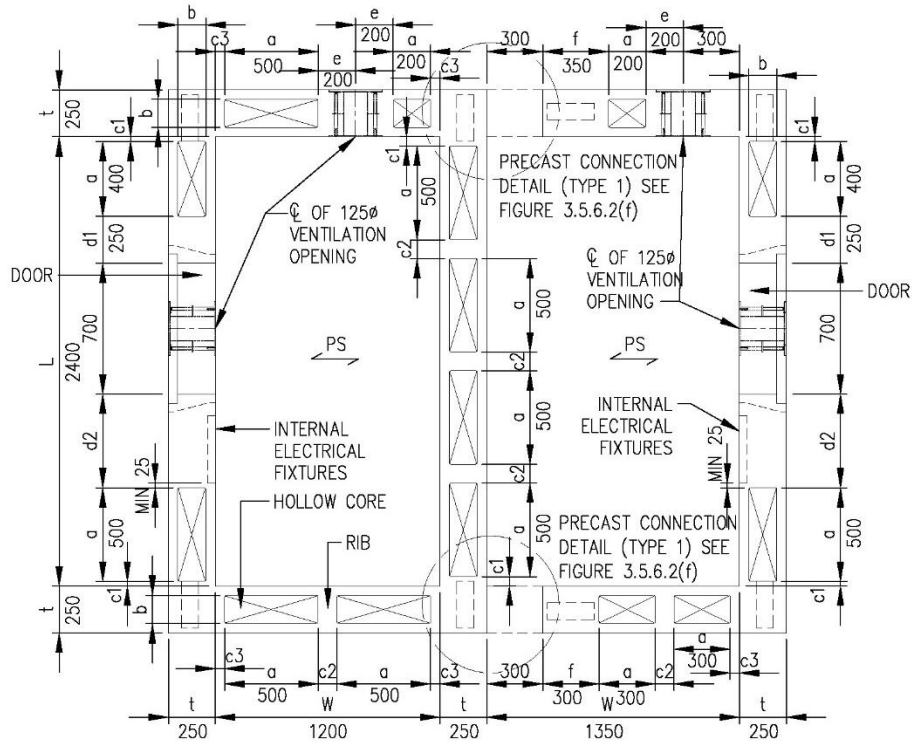 b
c3
a
500
e
200
e
200
a
200
c3
300
f
350
a
200
e
200
300
b
t
250
b
c1
c1
a
500
c2
PRECAST CONNECTION
DETAIL (TYPE 1) SEE
FIGURE 3.5.6.2(f)
c1
a
400
a
400
d1
250
d1
250
℄ OF 125ø
VENTILATION
OPENING
℄ OF 125ø
VENTILATION
OPENING
DOOR
DOOR
a
500
700
700
L
2400
PS
PS
c2
a
500
d2
INTERNAL
ELECTRICAL
FIXTURES
INTERNAL
ELECTRICAL
FIXTURES
d2
MIN 25
MIN 25
c2
HOLLOW CORE
RIB
a
500
a
500
PRECAST CONNECTION
DETAIL (TYPE 1) SEE
FIGURE 3.5.6.2(f)
a
500
c1
c1
c1
t
250
b
c3
a
500
c2
a
500
c3
300
f
300
a
300
c2
a
300
c3
t
250
W
1200
t
250
W
1350
t
250